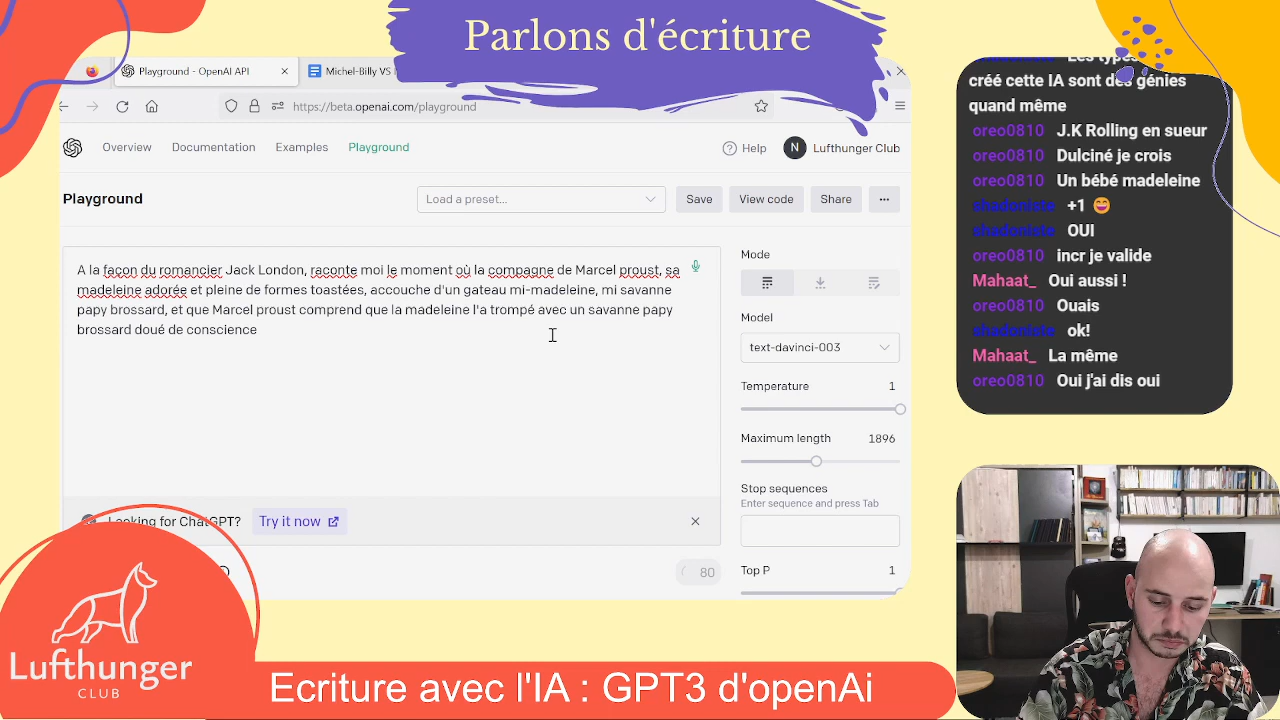 Parlons d'écriture
Playground - OpenAI API
Michel-Billy VS
https://beta.openai.com/playground
Overview
Documentation
Examples
Playground
Help
N
Lufthunger Club
Playground
Load a preset...
Save
View code
Share
...
A la façon du romancier Jack London, raconte moi le moment où la compagne de Marcel proust, sa
madeleine adorée et pleine de formes altières, accouche d'un gateau mi-madeleine, mi savanne
papy brossard, et que Marcel proust comprend que la madeleine l'a trompé avec un savanne papy
brossard doué de conscience
Looking for ChatGPT?
Try it now
80
Mode
Model
text-davinci-003
Temperature
1
Maximum length
1896
Stop sequences
Enter sequence and press Tab
Top P
1
Les types
créé cette IA sont des génies
quand même
oreo0810 J.K Rolling en sueur
oreo0810 Dulciné je crois
oreo0810 Un bébé madeleine
shadoniste +1 😄
shadoniste OUI
oreo0810 incr je valide
Mahaat_ Oui aussi !
oreo0810 Ouais
shadoniste ok!
Mahaat_ La même
oreo0810 Oui j'ai dis oui
Lufthunger
CLUB
Ecriture avec l'IA : GPT3 d'openAi